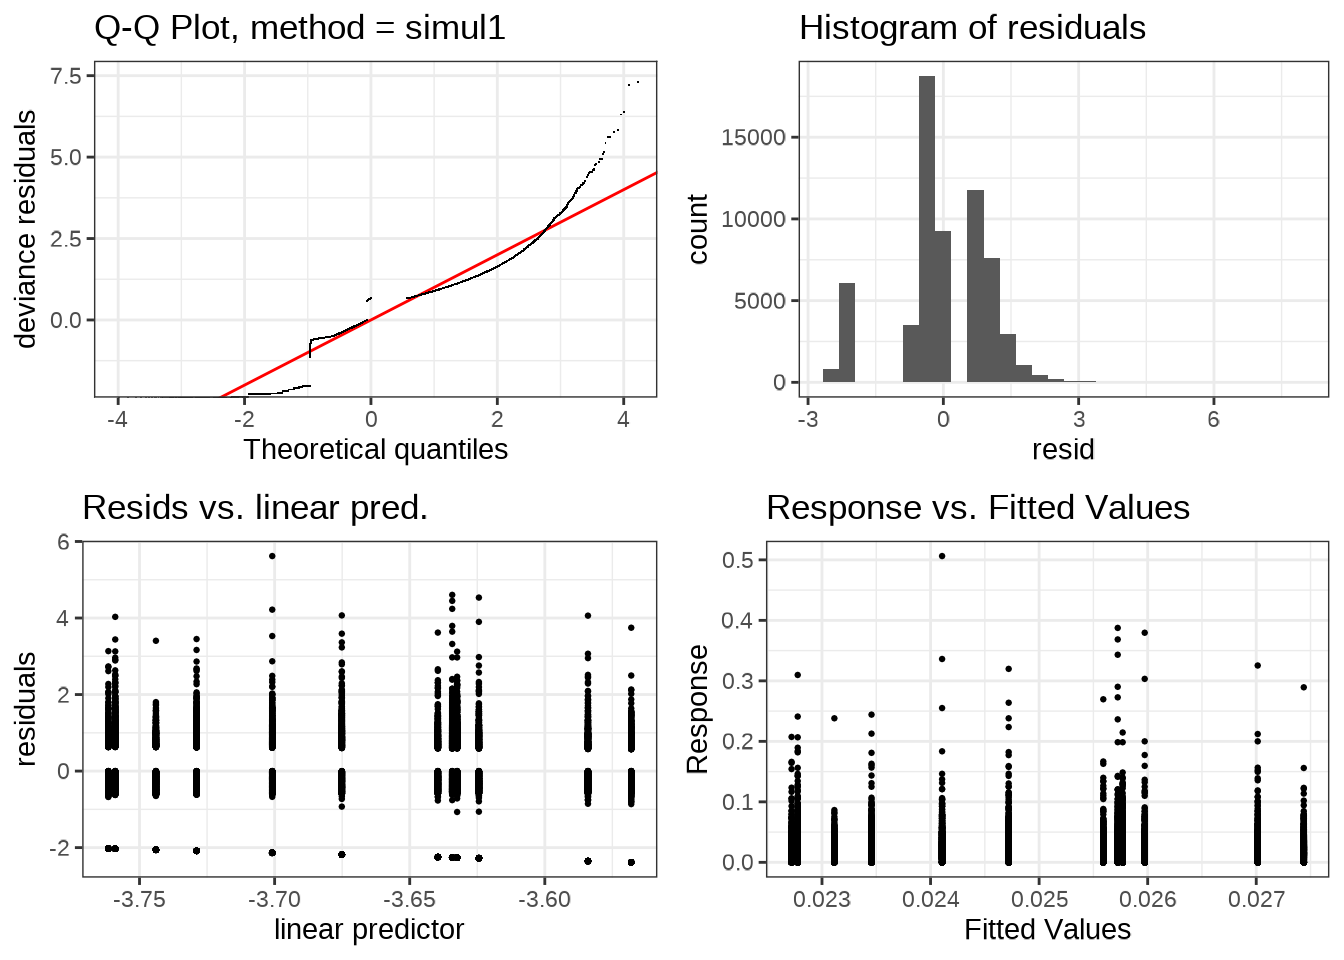 Q-Q Plot, method = simul1
7.5
5.0
2.5
0.0
deviance residuals
-4 -2 0 2 4
Theoretical quantiles
Histogram of residuals
15000
10000
5000
0
count
-3 0 3 6
resid
Resids vs. linear pred.
6
4
2
0
-2
residuals
-3.75 -3.70 -3.65 -3.60
linear predictor
Response vs. Fitted Values
0.5
0.4
0.3
0.2
0.1
0.0
Response
0.023 0.024 0.025 0.026 0.027
Fitted Values